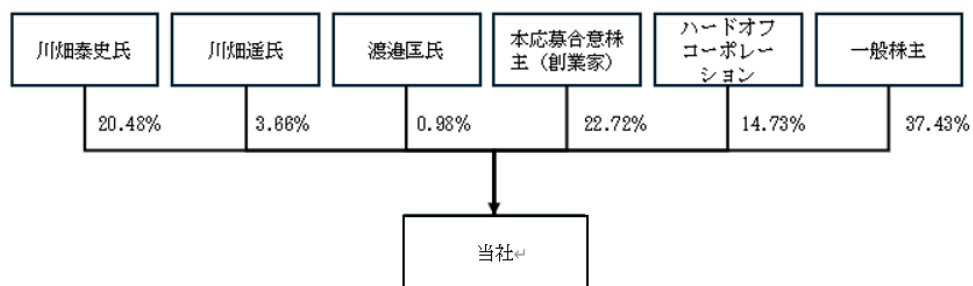 川畑泰史氏
川畑遥氏
渡邉匡氏
本応募合意株
主（創業家）
ハードオフ
コーポレー
ション
一般株主
20.48%
3.66%
0.98%
22.72%
14.73%
37.43%
当社↵